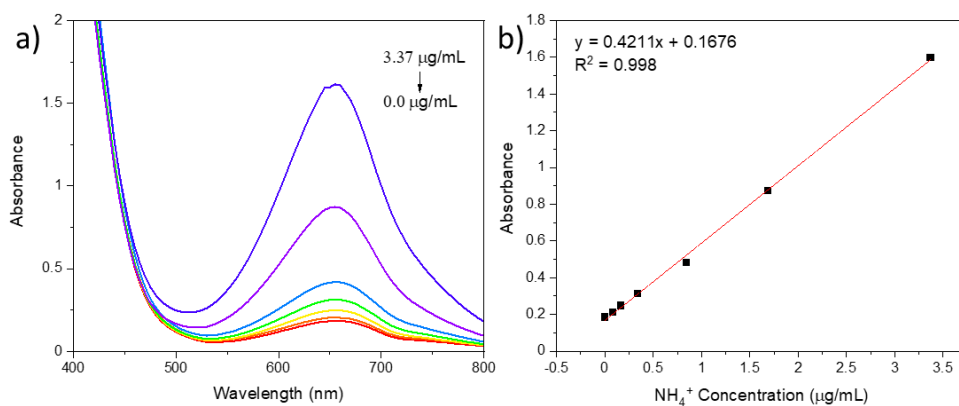 a)
3.37 μg/mL
0.0 μg/mL
2
1.5
1
0.5
0
400
500
600
700
800
Absorbance
Wavelength (nm)
b)
y = 0.4211x + 0.1676
R² = 0.998
1.8
1.6
1.4
1.2
1
0.8
0.6
0.4
0.2
0
-0.5
0
0.5
1
1.5
2
2.5
3
3.5
Absorbance
NH₄⁺ Concentration (μg/mL)